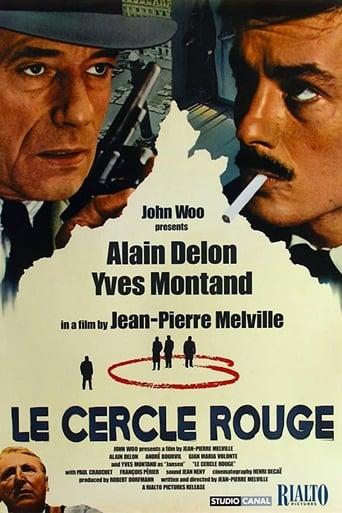 John Woo
presents
Alain Delon
Yves Montand
in a film by Jean-Pierre Melville
LE CERCLE ROUGE
JOHN WOO presents a film by JEAN-PIERRE MELVILLE
ALAIN DELON ANDRÉ BOURVIL GIAN MARIA VOLONTE
and YVES MONTAND as "Jansen" "LE CERCLE ROUGE"
with PAUL CRAUCHET FRANÇOIS PÉRIER sound JEAN NENY cinematography HENRI DECAË
produced by ROBERT DORFMANN written and directed by JEAN-PIERRE MELVILLE
A RIALTO PICTURES RELEASE
STUDIO CANAL
RIALTO
PICTURES